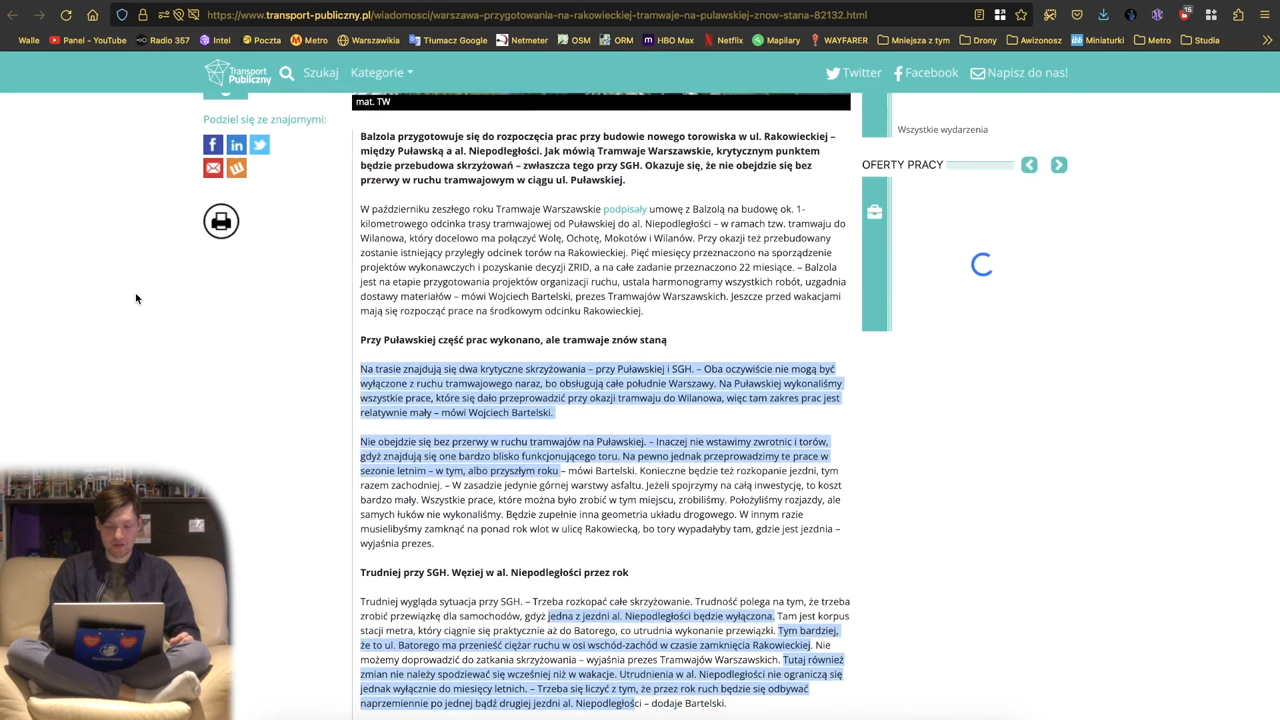 https://www.transport-publiczny.pl/wiadomosci/warszawa-przygotowania-na-rakowieckiej-tramwaje-na-pulawskiej-znow-stana-82132.html
15
Walle Panel - YouTube Radio 357 Intel Poczta Metro Warszawikia Tłumacz Google Netmeter OSM ORM HBO Max Netflix Mapilary WAYFARER Mniejsza z tym Drony Awizonosz Miniaturki Metro Studia
Transport Publiczny Szukaj Kategorie Twitter Facebook Napisz do nas!
mat. TW
Podziel się ze znajomymi:
Wszystkie wydarzenia
OFERTY PRACY
Balzola przygotowuje się do rozpoczęcia prac przy budowie nowego torowiska w ul. Rakowieckiej –
między Puławską a al. Niepodległości. Jak mówią Tramwaje Warszawskie, krytycznym punktem
będzie przebudowa skrzyżowań – zwłaszcza tego przy SGH. Okazuje się, że nie obejdzie się bez
przerwy w ruchu tramwajowym w ciągu ul. Puławskiej.
W październiku zeszłego roku Tramwaje Warszawskie podpisały umowę z Balzolą na budowę ok. 1-
kilometrowego odcinka trasy tramwajowej od Puławskiej do al. Niepodległości – w ramach tzw. tramwaju do
Wilanowa, który docelowo ma połączyć Wolę, Ochotę, Mokotów i Wilanów. Przy okazji też przebudowany
zostanie istniejący przyległy odcinek torów na Rakowieckiej. Pięć miesięcy przeznaczono na sporządzenie
projektów wykonawczych i pozyskanie decyzji ZRID, a na całe zadanie przeznaczono 22 miesiące. – Balzola
jest na etapie przygotowania projektów organizacji ruchu, ustala harmonogramy wszystkich robót, uzgadnia
dostawy materiałów – mówi Wojciech Bartelski, prezes Tramwajów Warszawskich. Jeszcze przed wakacjami
mają się rozpocząć prace na środkowym odcinku Rakowieckiej.
Przy Puławskiej część prac wykonano, ale tramwaje znów staną
Na trasie znajdują się dwa krytyczne skrzyżowania – przy Puławskiej i SGH. – Oba oczywiście nie mogą być
wyłączone z ruchu tramwajowego naraz, bo obsługują całe południe Warszawy. Na Puławskiej wykonaliśmy
wszystkie prace, które się dało przeprowadzić przy okazji tramwaju do Wilanowa, więc tam zakres prac jest
relatywnie mały – mówi Wojciech Bartelski.
Nie obejdzie się bez przerwy w ruchu tramwajów na Puławskiej. – Inaczej nie wstawimy zwrotnic i torów,
gdyż znajdują się one bardzo blisko funkcjonującego toru. Na pewno jednak przeprowadzimy te prace w
sezonie letnim – w tym, albo przyszłym roku – mówi Bartelski. Konieczne będzie też rozkopanie jezdni, tym
razem zachodniej. – W zasadzie jedynie górnej warstwy asfaltu. Jeżeli spojrzymy na całą inwestycję, to koszt
bardzo mały. Wszystkie prace, które można było zrobić w tym miejscu, zrobiliśmy. Położyliśmy rozjazdy, ale
samych łuków nie wykonaliśmy. Będzie zupełnie inna geometria układu drogowego. W innym razie
musielibyśmy zamknąć na ponad rok wlot w ulicę Rakowiecką, bo tory wypadałyby tam, gdzie jest jezdnia –
wyjaśnia prezes.
Trudniej przy SGH. Węziej w al. Niepodległości przez rok
Trudniej wygląda sytuacja przy SGH. – Trzeba rozkopać całe skrzyżowanie. Trudność polega na tym, że trzeba
zrobić przewiązkę dla samochodów, gdyż jedna z jezdni al. Niepodległości będzie wyłączona. Tam jest korpus
stacji metra, który ciągnie się praktycznie aż do Batorego, co utrudnia wykonanie przewiązki. Tym bardziej,
że to ul. Batorego ma przenieść ciężar ruchu w osi wschód-zachód w czasie zamknięcia Rakowieckiej. Nie
możemy doprowadzić do zatkania skrzyżowania – wyjaśnia prezes Tramwajów Warszawskich. Tutaj również
zmian nie należy spodziewać się wcześniej niż w wakacje. Utrudnienia w al. Niepodległości nie ograniczą się
jednak wyłącznie do miesięcy letnich. – Trzeba się liczyć z tym, że przez rok ruch będzie się odbywać
naprzemiennie po jednej bądź drugiej jezdni al. Niepodległości – dodaje Bartelski.